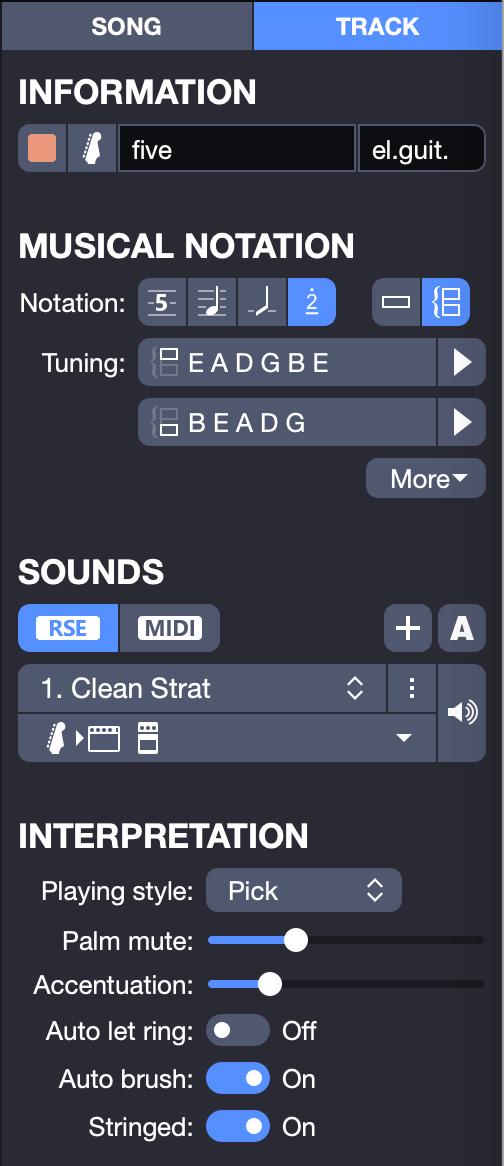 SONG TRACK
INFORMATION
five el.guit.
MUSICAL NOTATION
Notation: 5 2
Tuning: E A D G B E
B E A D G
More
SOUNDS
RSE MIDI A
1. Clean Strat
INTERPRETATION
Playing style: Pick
Palm mute:
Accentuation:
Auto let ring: Off
Auto brush: On
Stringed: On